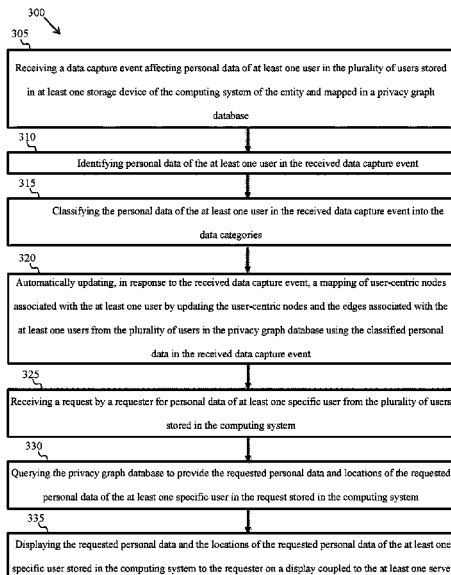 300
305
Receiving a data capture event affecting personal data of at least one user in the plurality of users stored
in at least one storage device of the computing system of the entity and mapped in a privacy graph
database
310
Identifying personal data of the at least one user in the received data capture event
315
Classifying the personal data of the at least one user in the received data capture event into the
data categories
320
Automatically updating, in response to the received data capture event, a mapping of user-centric nodes
associated with the at least one user by updating the user-centric nodes and the edges associated with the
at least one users from the plurality of users in the privacy graph database using the classified personal
data in the received data capture event
325
Receiving a request by a requester for personal data of at least one specific user from the plurality of users
stored in the computing system
330
Querying the privacy graph database to provide the requested personal data and locations of the requested
personal data of the at least one specific user in the request stored in the computing system
335
Displaying the requested personal data and the locations of the requested personal data of the at least one
specific user stored in the computing system to the requester on a display coupled to the at least one serve